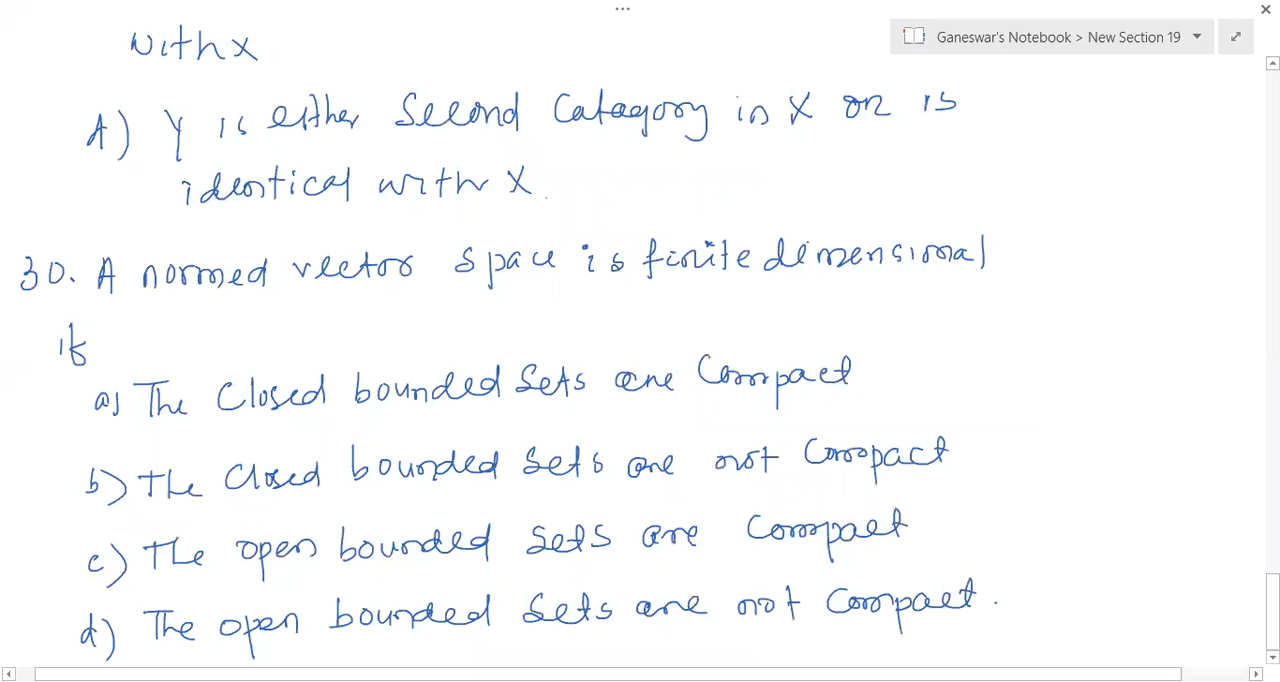 ...
Ganeswar's Notebook > New Section 19
with x
A) Y is either Second Catagory in X or is
identical with X.
30. A normed vector space is finite dimensional
if
a) The Closed bounded Sets are Compact
b) The Closed bounded Sets are not Compact
c) The open bounded Sets are Compact
d) The open bounded Sets are not Compact.